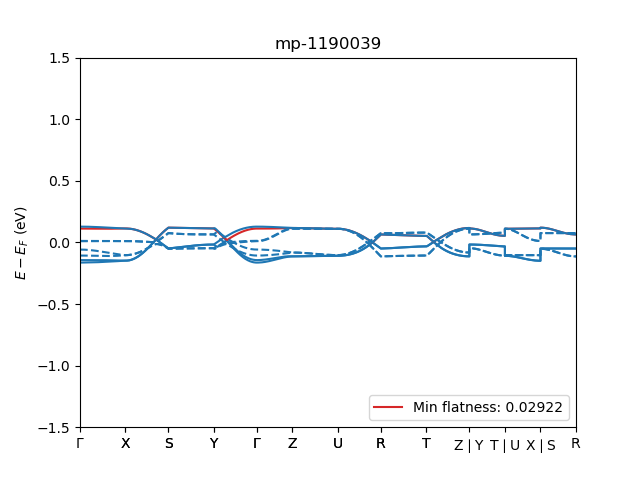 mp-1190039
E − E_F (eV)
1.5
1.0
0.5
0.0
−0.5
−1.0
−1.5
Min flatness: 0.02922
Γ X S Y Γ Z U R T Z | Y T | U X | S R